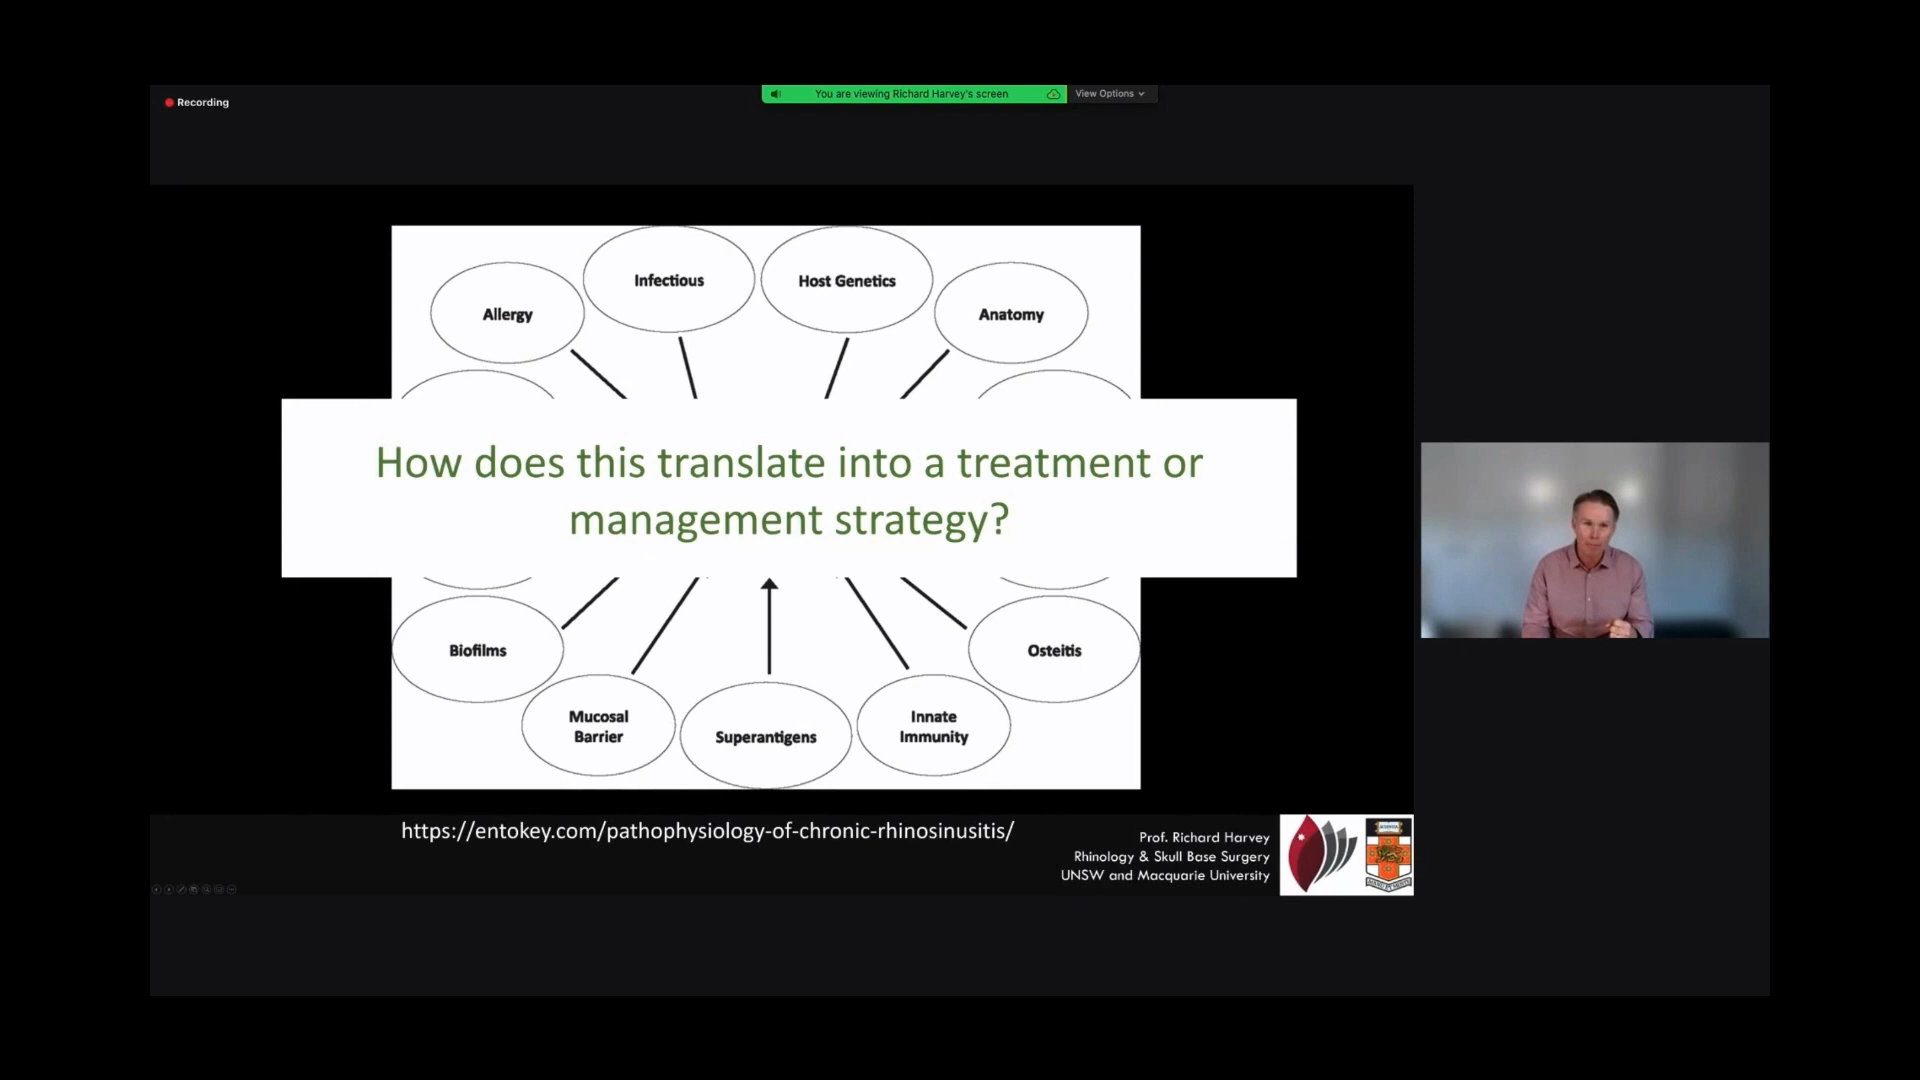 Recording
You are viewing Richard Harvey's screen
View Options
Infectious
Host Genetics
Allergy
Anatomy
How does this translate into a treatment or
management strategy?
Biofilms
Osteitis
Mucosal
Barrier
Superantigens
Innate
Immunity
https://entokey.com/pathophysiology-of-chronic-rhinosinusitis/
Prof. Richard Harvey
Rhinology & Skull Base Surgery
UNSW and Macquarie University